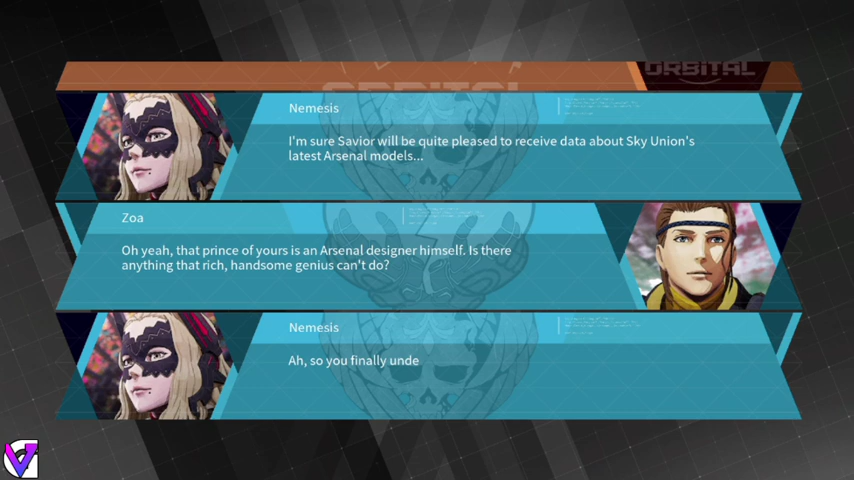 ORBITAL
ORBITAL
Nemesis
I'm sure Savior will be quite pleased to receive data about Sky Union's
latest Arsenal models...
Zoa
Oh yeah, that prince of yours is an Arsenal designer himself. Is there
anything that rich, handsome genius can't do?
Nemesis
Ah, so you finally unde